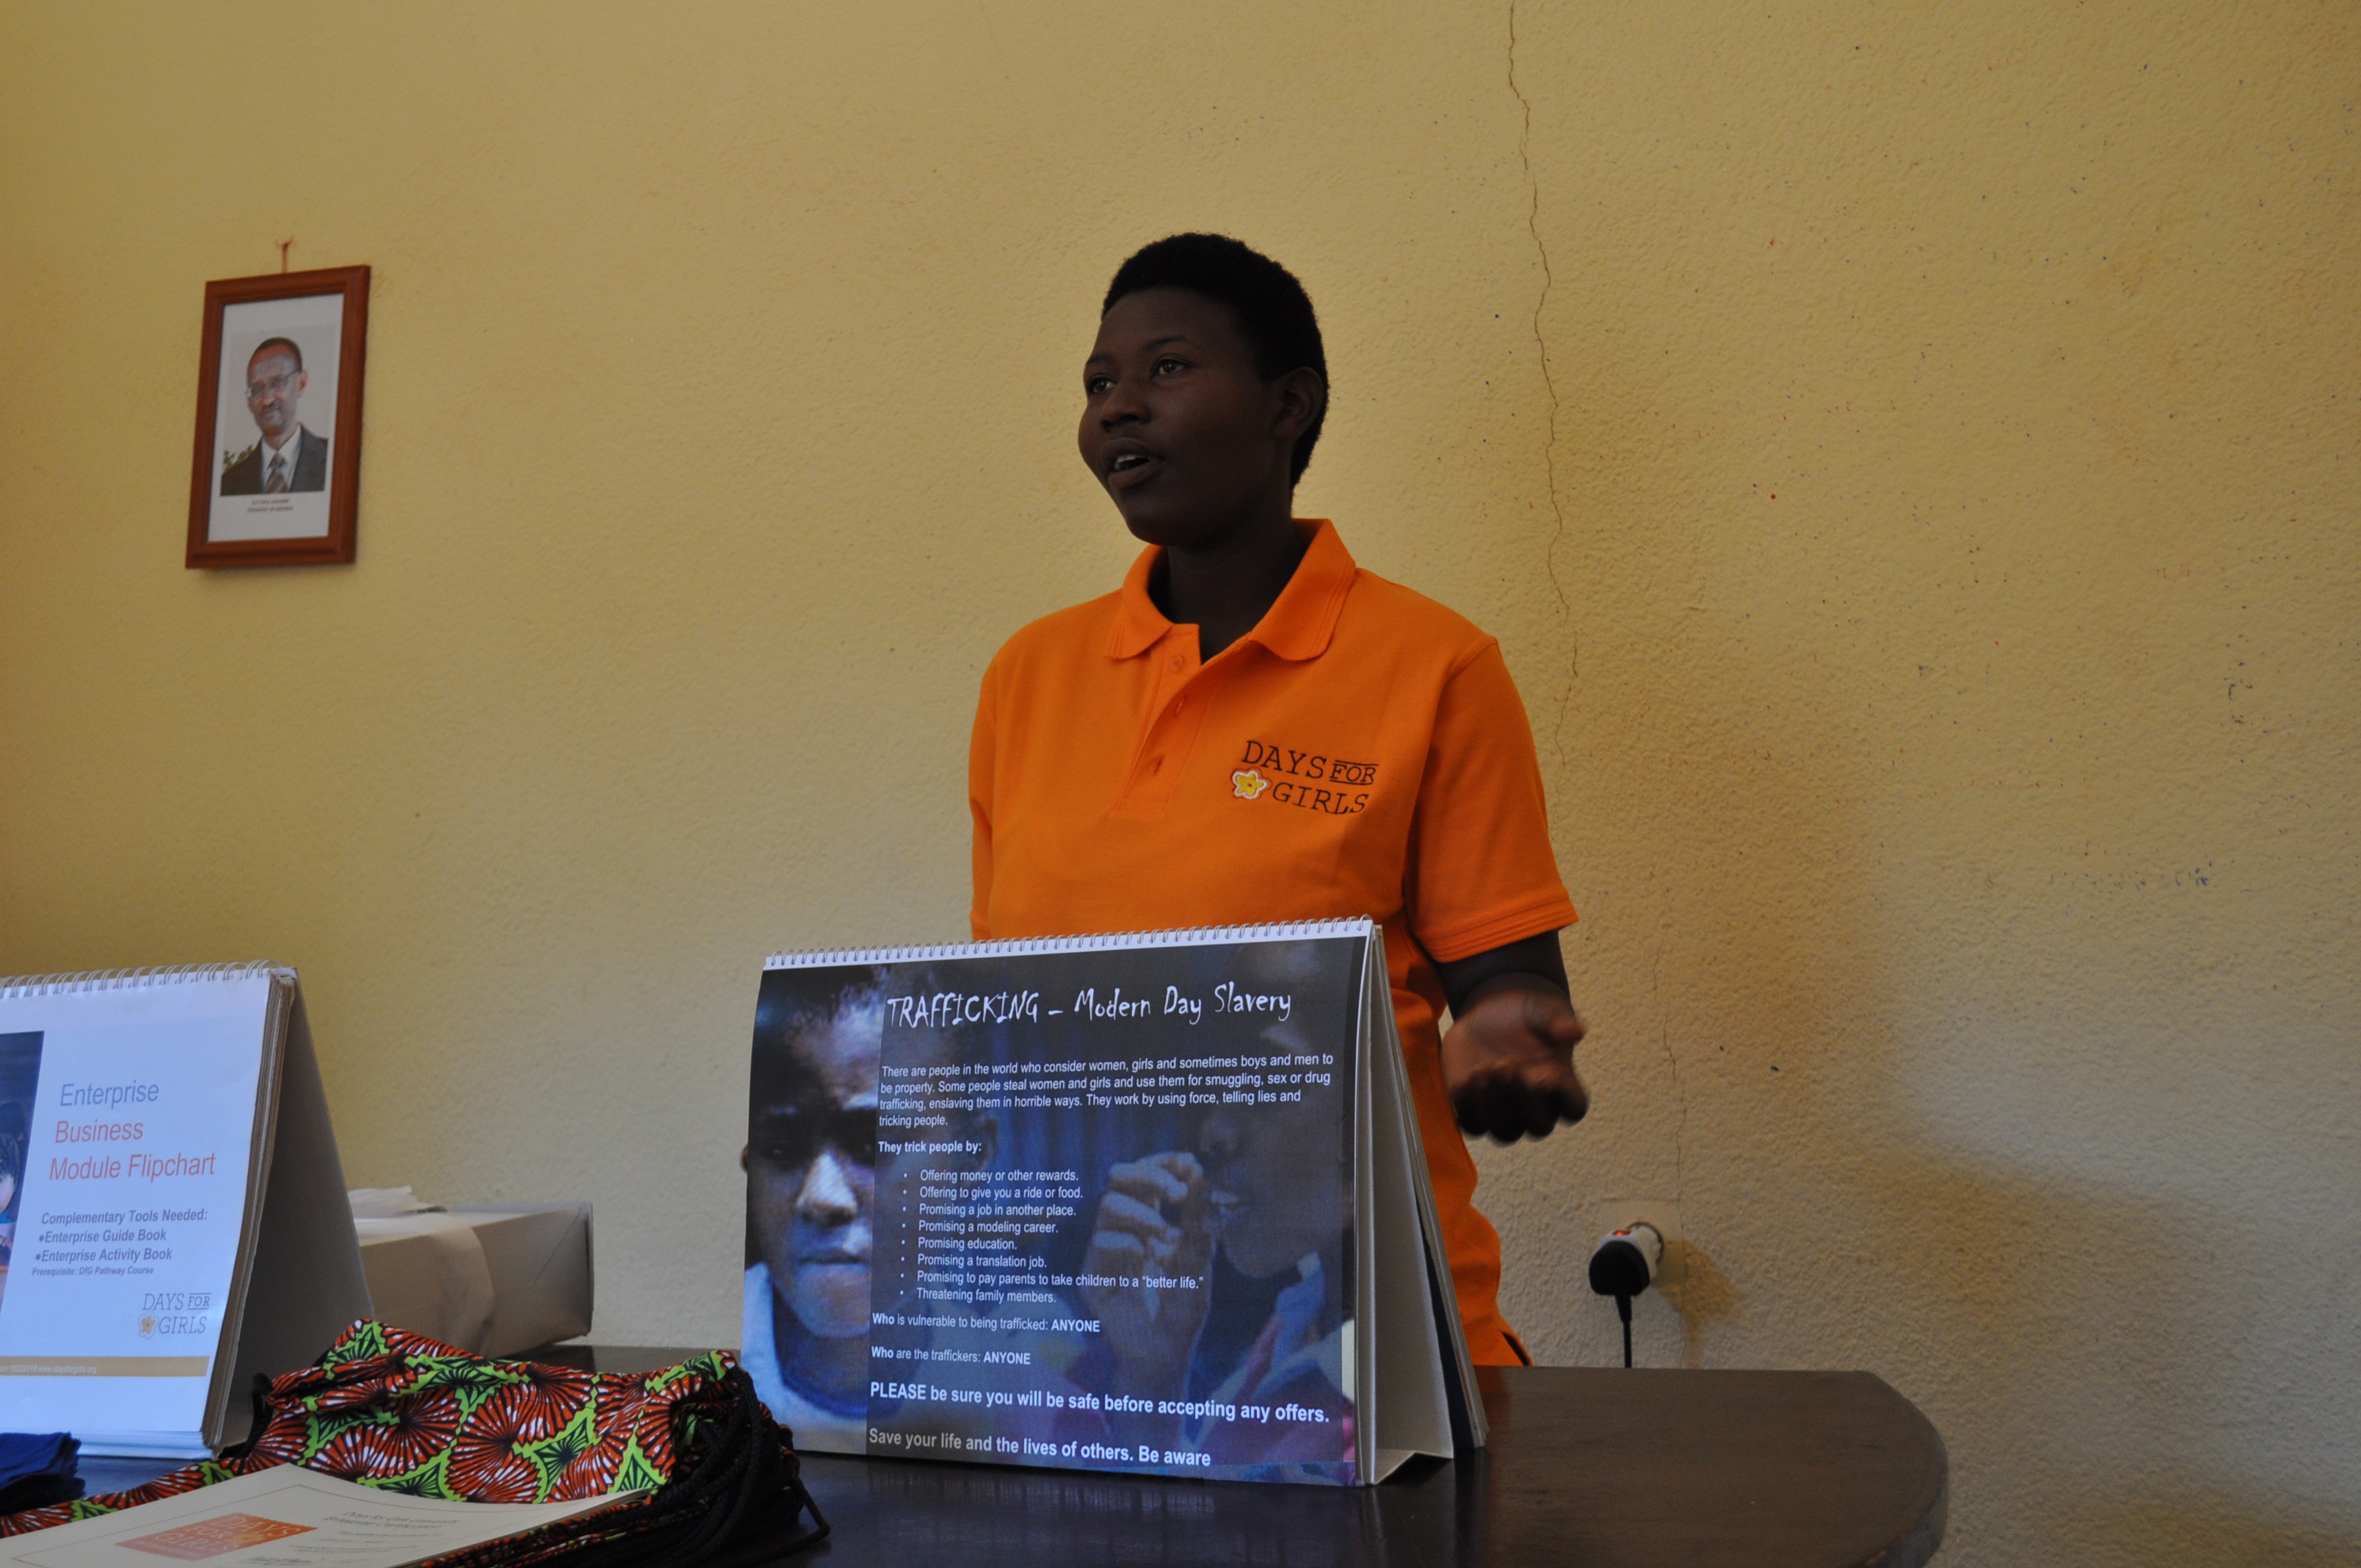 DAYS FOR
GIRLS
TRAFFICKING – Modern Day Slavery
There are people in the world who consider women, girls and sometimes boys and men to
be property. Some people steal women and girls and use them for smuggling, sex or drug
trafficking, enslaving them in horrible ways. They work by using force, telling lies and
tricking people.
They trick people by:
• Offering money or other rewards.
• Offering to give you a ride or food.
• Promising a job in another place.
• Promising a modeling career.
• Promising education.
• Promising a translation job.
• Promising to pay parents to take children to a "better life."
• Threatening family members.
Who is vulnerable to being trafficked: ANYONE
Who are the traffickers: ANYONE
PLEASE be sure you will be safe before accepting any offers.
Save your life and the lives of others. Be aware
Enterprise
Business
Module Flipchart
Complementary Tools Needed:
•Enterprise Guide Book
•Enterprise Activity Book
Prerequisite: DfG Pathway Course
DAYS FOR
GIRLS
www.daysforgirls.org
DAYS
FOR
GIRLS